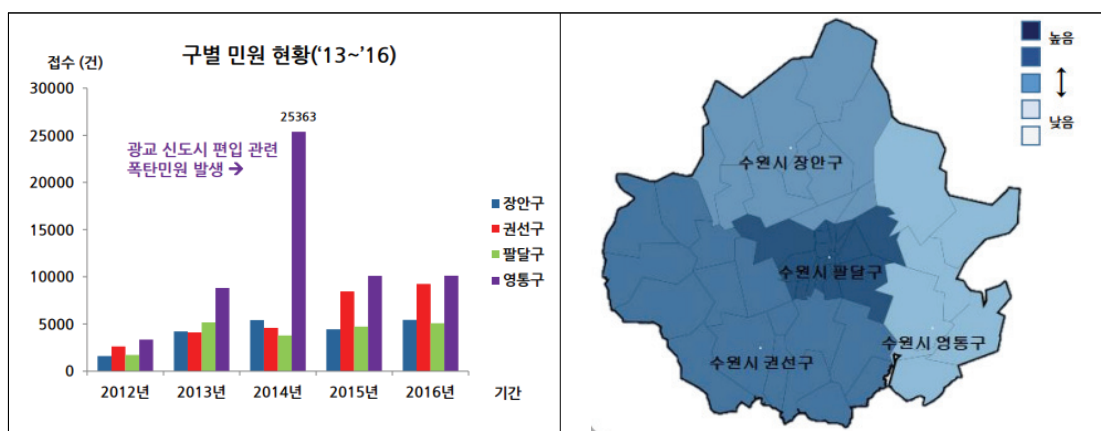 구별 민원 현황('13~'16)
접수 (건)
30000
25000
20000
15000
10000
5000
0
25363
광교 신도시 편입 관련
폭탄민원 발생 →
장안구
권선구
팔달구
영통구
2012년 2013년 2014년 2015년 2016년 기간
높음
낮음
수원시 장안구
수원시 팔달구
수원시 영통구
수원시 권선구